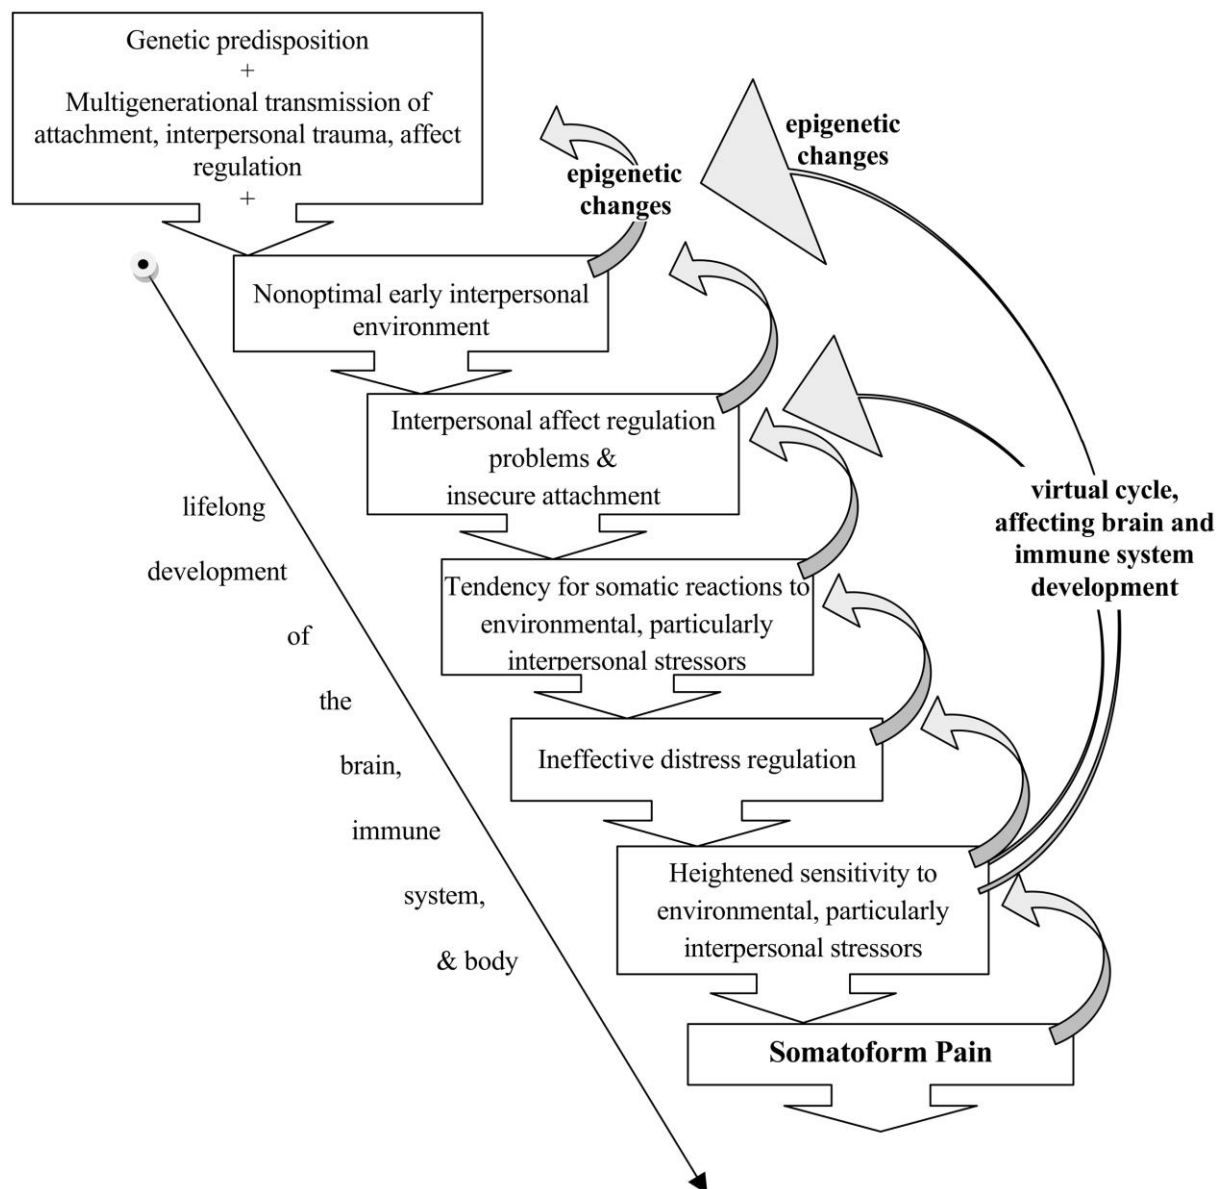 Genetic predisposition
+
Multigenerational transmission of
attachment, interpersonal trauma, affect
regulation
+
epigenetic
changes
epigenetic
changes
Nonoptimal early interpersonal
environment
Interpersonal affect regulation
problems &
insecure attachment
virtual cycle,
affecting brain and
immune system
development
Tendency for somatic reactions to
environmental, particularly
interpersonal stressors
Ineffective distress regulation
Heightened sensitivity to
environmental, particularly
interpersonal stressors
Somatoform Pain
lifelong
development
of
the
brain,
immune
system,
& body